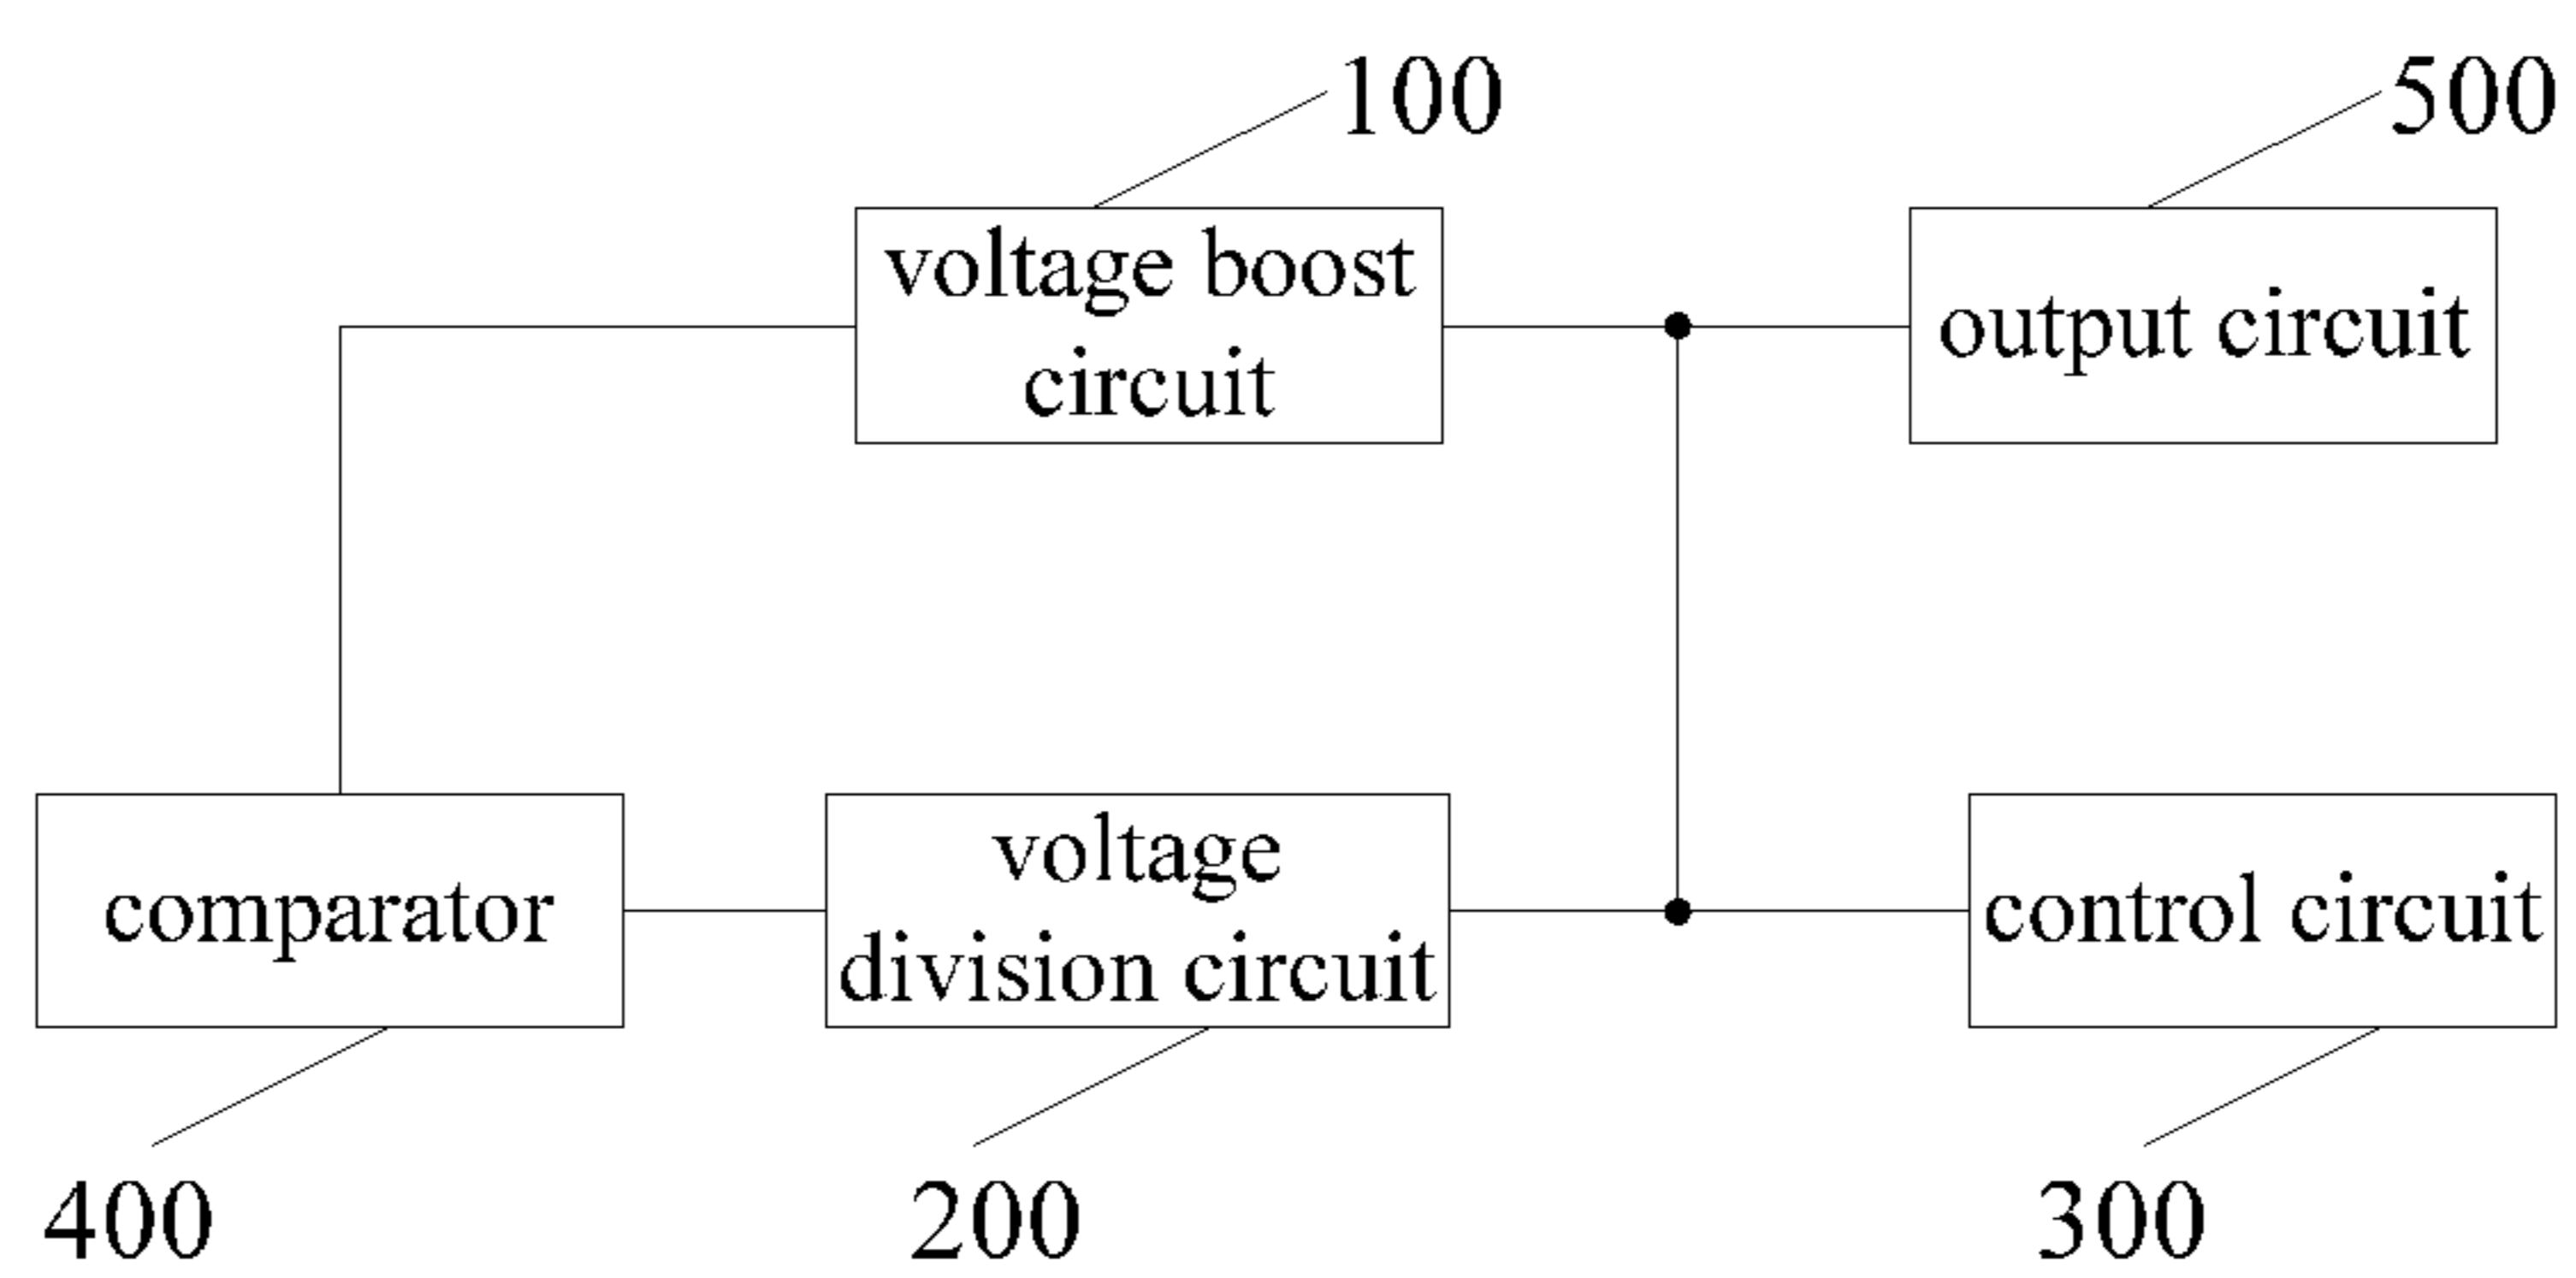 100
500
voltage boost
circuit
output circuit
comparator
voltage
division circuit
control circuit
400
200
300